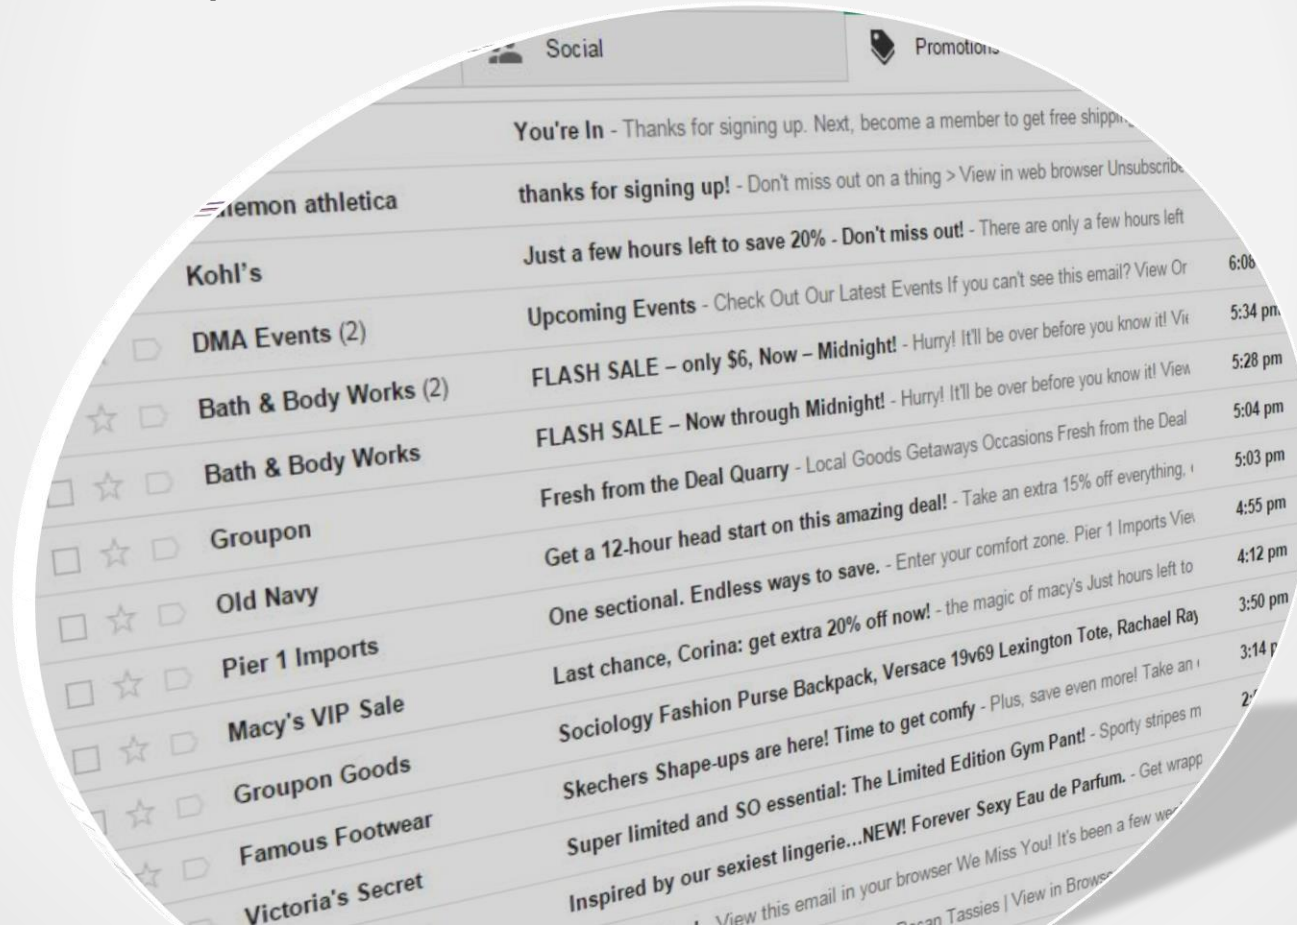 Social Promotions
You're In - Thanks for signing up. Next, become a member to get free
athletica thanks for signing up! - Don't miss out on a thing > View in web browser Unsubscribe
Kohl's Just a few hours left to save 20% - Don't miss out! - There are only a few hours left
DMA Events (2) Upcoming Events - Check Out Our Latest Events If you can't see this email? View Or 6:08
Bath & Body Works (2) FLASH SALE – only $6, Now – Midnight! - Hurry! It'll be over before you know it! Vie 5:34 pm
Bath & Body Works FLASH SALE – Now through Midnight! - Hurry! It'll be over before you know it! View 5:28 pm
Groupon Fresh from the Deal Quarry - Local Goods Getaways Occasions Fresh from the Deal 5:04 pm
Old Navy Get a 12-hour head start on this amazing deal! - Take an extra 15% off everything, 5:03 pm
Pier 1 Imports One sectional. Endless ways to save. - Enter your comfort zone. Pier 1 Imports View 4:55 pm
Macy's VIP Sale Last chance, Corina: get extra 20% off now! - the magic of macy's Just hours left to 4:12 pm
Groupon Goods Sociology Fashion Purse Backpack, Versace 19v69 Lexington Tote, Rachael Ray 3:50 pm
Famous Footwear Skechers Shape-ups are here! Time to get comfy - Plus, save even more! Take an 3:14 p
Victoria's Secret Super limited and SO essential: The Limited Edition Gym Pant! - Sporty stripes m
Inspired by our sexiest lingerie...NEW! Forever Sexy Eau de Parfum. - Get wrapp
View this email in your browser We Miss You! It's been a few
Tassies | View in Browse